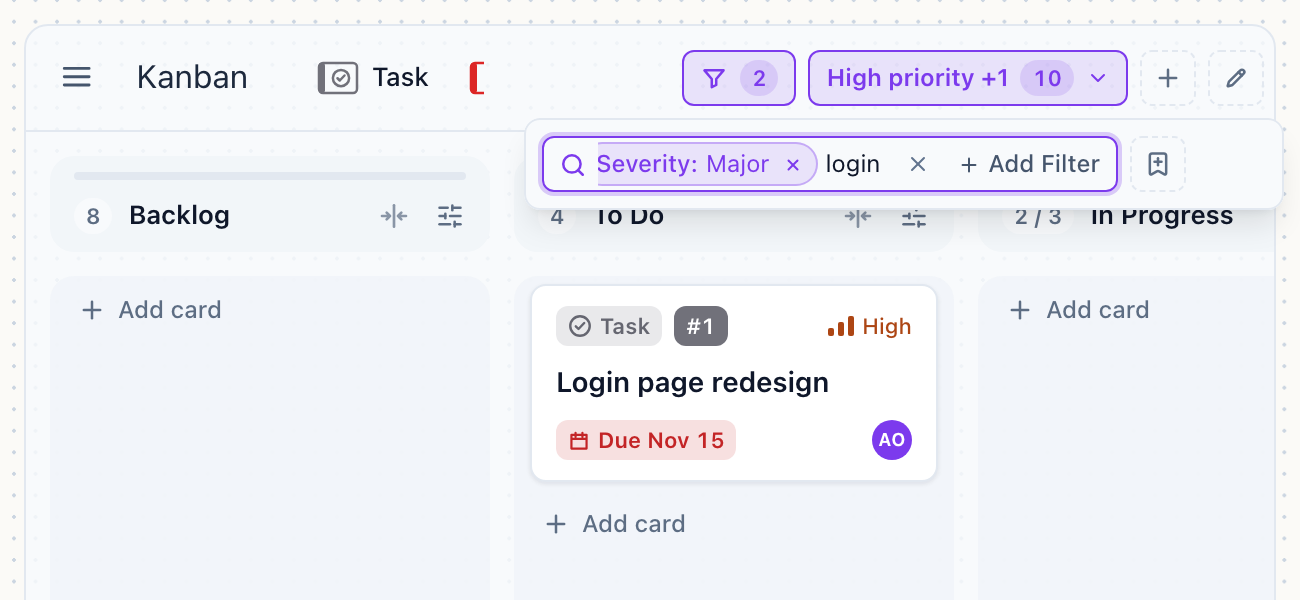 Kanban
Task
2
High priority +1 10
Severity: Major × login × + Add Filter
8 Backlog
4 To Do
2 / 3 In Progress
+ Add card
Task #1 High
Login page redesign
Due Nov 15 AO
+ Add card
+ Add card